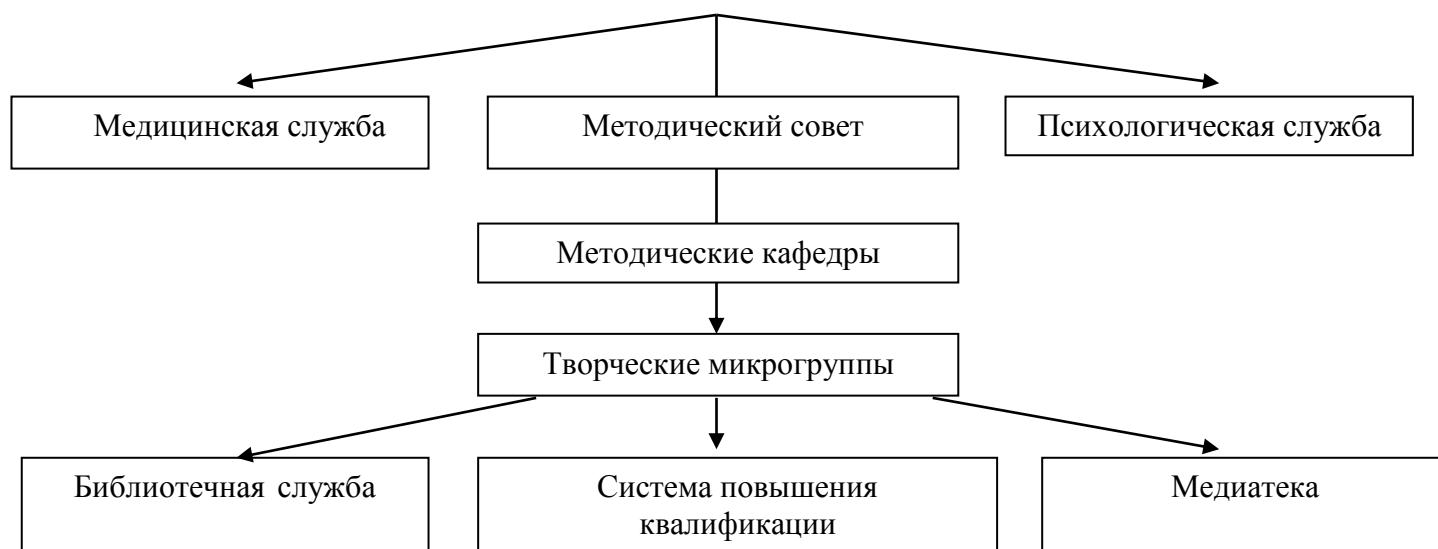 Медицинская служба
Методический совет
Психологическая служба
Методические кафедры
Творческие микрогруппы
Библиотечная служба
Система повышения
квалификации
Медиатека